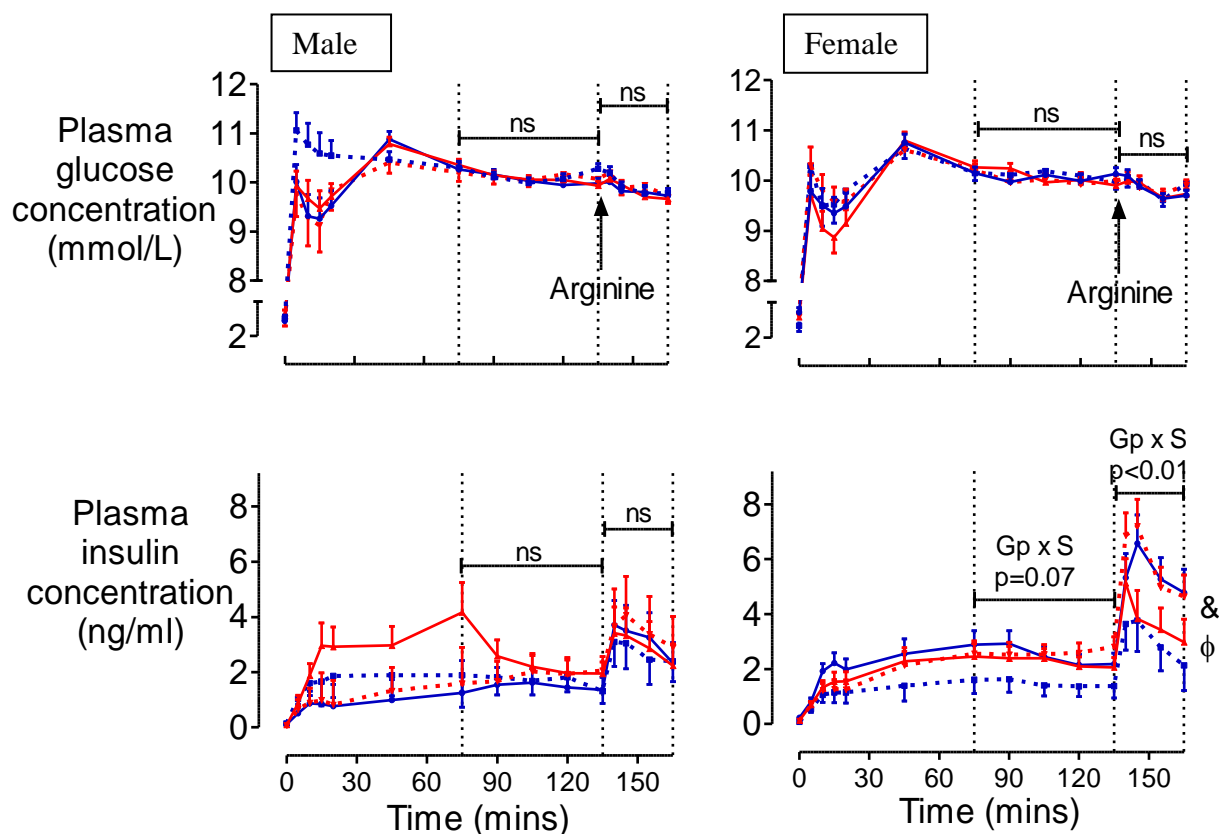 Male
Female
Plasma
glucose
concentration
(mmol/L)
12
11
10
9
8
2
ns
ns
Arginine
12
11
10
9
8
2
ns
ns
Arginine
Plasma
insulin
concentration
(ng/ml)
8
6
4
2
0
ns
ns
0 30 60 90 120 150
Time (mins)
8
6
4
2
0
Gp x S
p=0.07
Gp x S
p<0.01
&
ϕ
0 30 60 90 120 150
Time (mins)